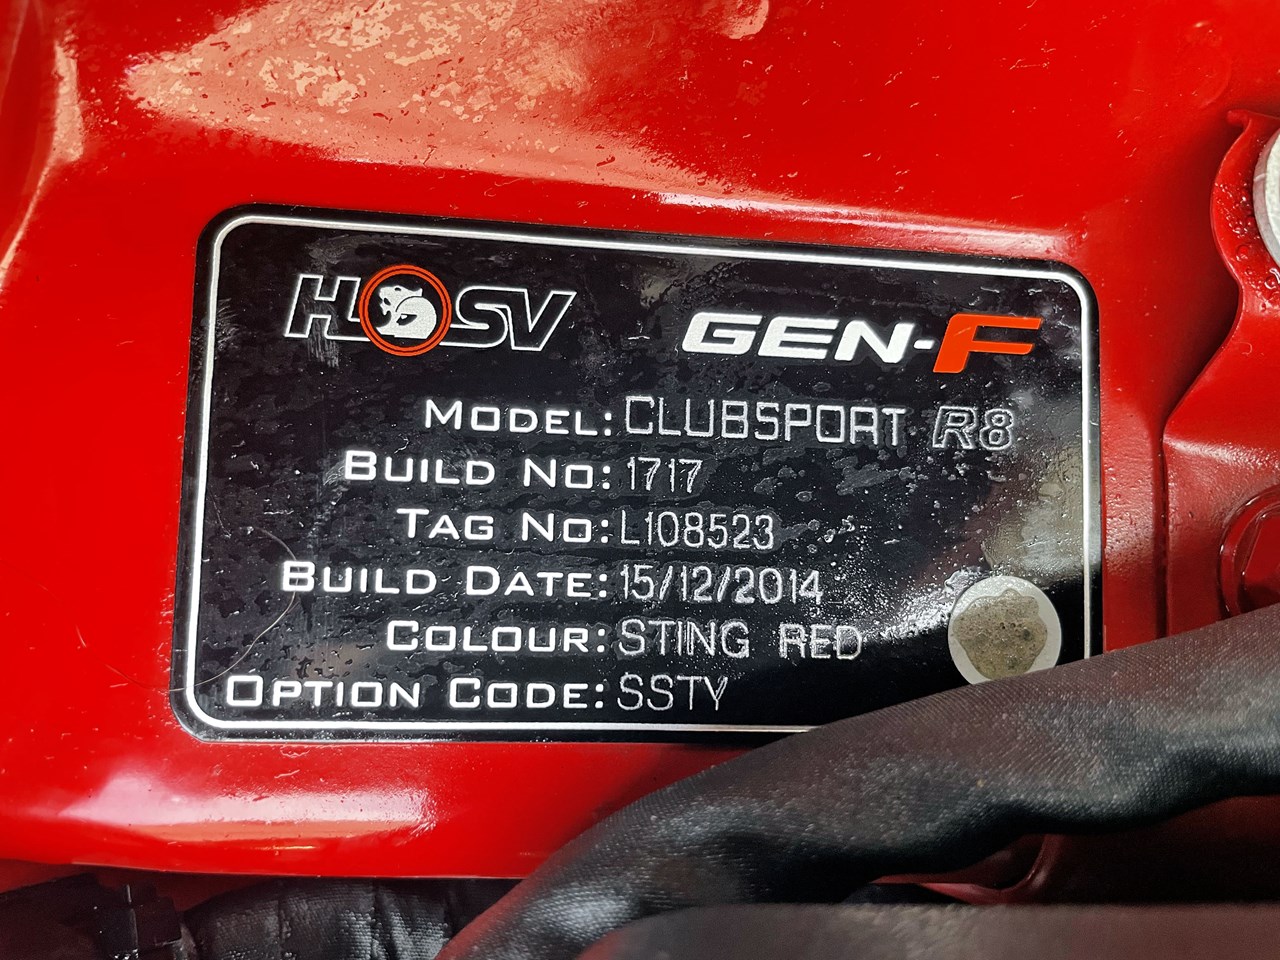 HSV GEN-F
MODEL: CLUBSPORT R8
BUILD NO: 1717
TAG NO: L108523
BUILD DATE: 15/12/2014
COLOUR: STING RED
OPTION CODE: SSTY